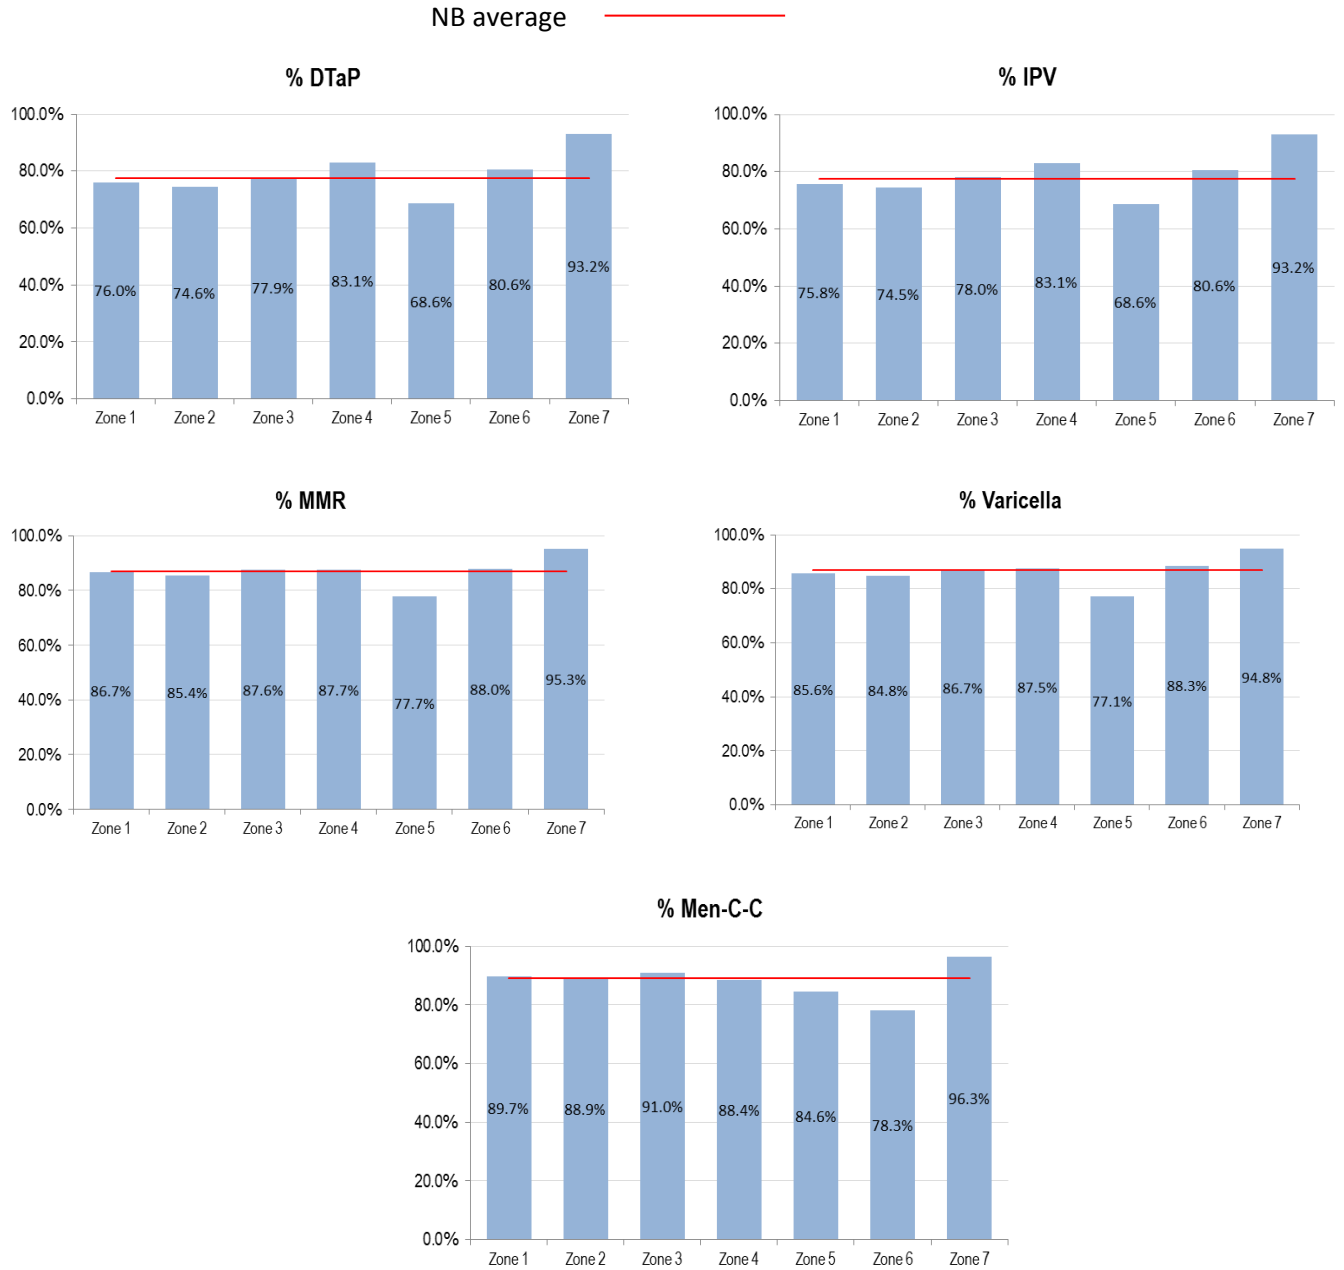 NB average
% DTaP
100.0%
80.0%
60.0%
40.0%
20.0%
0.0%
76.0% 74.6% 77.9% 83.1% 68.6% 80.6% 93.2%
Zone 1 Zone 2 Zone 3 Zone 4 Zone 5 Zone 6 Zone 7
% IPV
100.0%
80.0%
60.0%
40.0%
20.0%
0.0%
75.8% 74.5% 78.0% 83.1% 68.6% 80.6% 93.2%
Zone 1 Zone 2 Zone 3 Zone 4 Zone 5 Zone 6 Zone 7
% MMR
100.0%
80.0%
60.0%
40.0%
20.0%
0.0%
86.7% 85.4% 87.6% 87.7% 77.7% 88.0% 95.3%
Zone 1 Zone 2 Zone 3 Zone 4 Zone 5 Zone 6 Zone 7
% Varicella
100.0%
80.0%
60.0%
40.0%
20.0%
0.0%
85.6% 84.8% 86.7% 87.5% 77.1% 88.3% 94.8%
Zone 1 Zone 2 Zone 3 Zone 4 Zone 5 Zone 6 Zone 7
% Men-C-C
100.0%
80.0%
60.0%
40.0%
20.0%
0.0%
89.7% 88.9% 91.0% 88.4% 84.6% 78.3% 96.3%
Zone 1 Zone 2 Zone 3 Zone 4 Zone 5 Zone 6 Zone 7